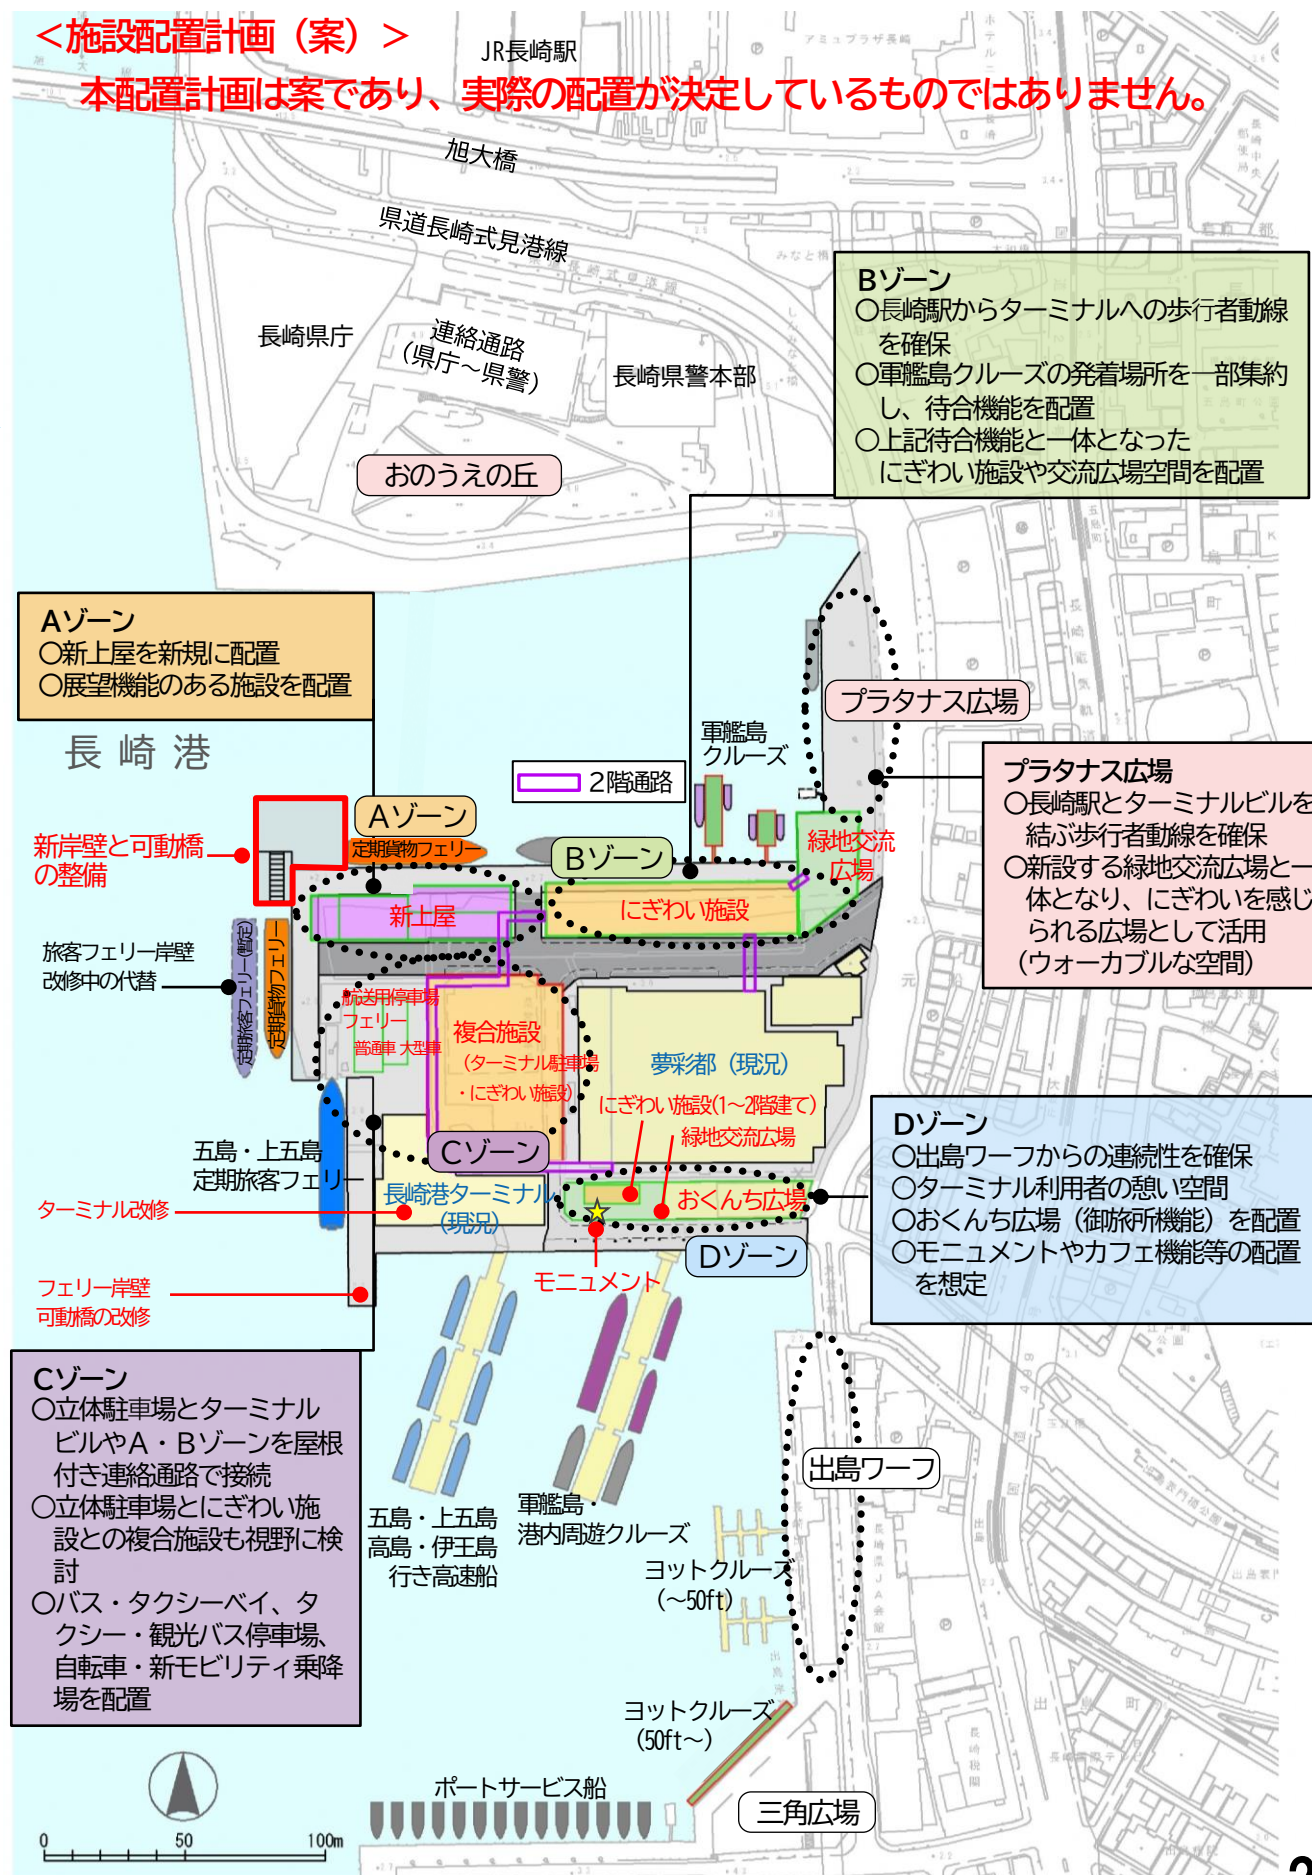 ＜施設配置計画（案）＞
本配置計画は案であり、実際の配置が決定しているものではありません。
JR長崎駅
アミュプラザ長崎
旭大橋
県道長崎式見港線
長崎県庁
連絡通路
（県庁～県警）
長崎県警本部
おのうえの丘
Bゾーン
○長崎駅からターミナルへの歩行者動線
を確保
○軍艦島クルーズの発着場所を一部集約
し、待合機能を配置
○上記待合機能と一体となった
にぎわい施設や交流広場空間を配置
Aゾーン
○新上屋を新規に配置
○展望機能のある施設を配置
長崎港
プラタナス広場
軍艦島
クルーズ
2階通路
プラタナス広場
○長崎駅とターミナルビルを
結ぶ歩行者動線を確保
○新設する緑地交流広場と一
体となり、にぎわいを感じ
られる広場として活用
（ウォーカブルな空間）
新岸壁と可動橋
の整備
Aゾーン
定期貨物フェリー
Bゾーン
緑地交流
広場
新上屋
にぎわい施設
旅客フェリー岸壁
改修中の代替
定期旅客フェリー(暫定)
定期貨物フェリー
航送用停車場
フェリー
普通車 大型車
複合施設
（ターミナル駐車場
・にぎわい施設）
夢彩都（現況）
にぎわい施設(1～2階建て)
緑地交流広場
五島・上五島
定期旅客フェリー
Cゾーン
長崎港ターミナル
（現況）
おくんち広場
ターミナル改修
モニュメント
Dゾーン
フェリー岸壁
可動橋の改修
Dゾーン
○出島ワーフからの連続性を確保
○ターミナル利用者の憩い空間
○おくんち広場（御旅所機能）を配置
○モニュメントやカフェ機能等の配置
を想定
Cゾーン
○立体駐車場とターミナル
ビルやA・Bゾーンを屋根
付き連絡通路で接続
○立体駐車場とにぎわい施
設との複合施設も視野に検
討
○バス・タクシーベイ、タ
クシー・観光バス停車場、
自転車・新モビリティ乗降
場を配置
五島・上五島
高島・伊王島
行き高速船
軍艦島・
港内周遊クルーズ
出島ワーフ
ヨットクルーズ
（～50ft）
ヨットクルーズ
（50ft～）
ポートサービス船
三角広場
0 50 100m